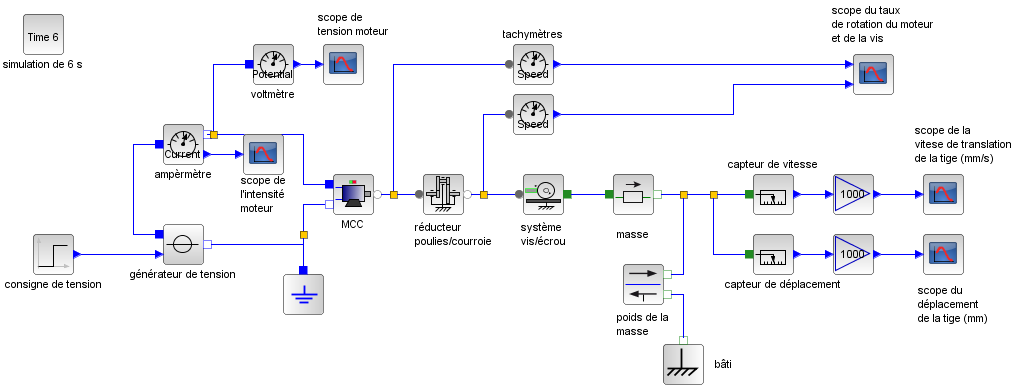 Time 6
simulation de 6 s
scope de
tension moteur
Potential
voltmètre
Current
ampèrmètre
scope de
l'intensité
moteur
consigne de tension
générateur de tension
MCC
tachymètres
Speed
Speed
scope du taux
de rotation du moteur
et de la vis
réducteur
poulies/courroie
système
vis/écrou
masse
poids de la
masse
bâti
capteur de vitesse
1000
scope de la
vitese de translation
de la tige (mm/s)
capteur de déplacement
1000
scope du
déplacement
de la tige (mm)